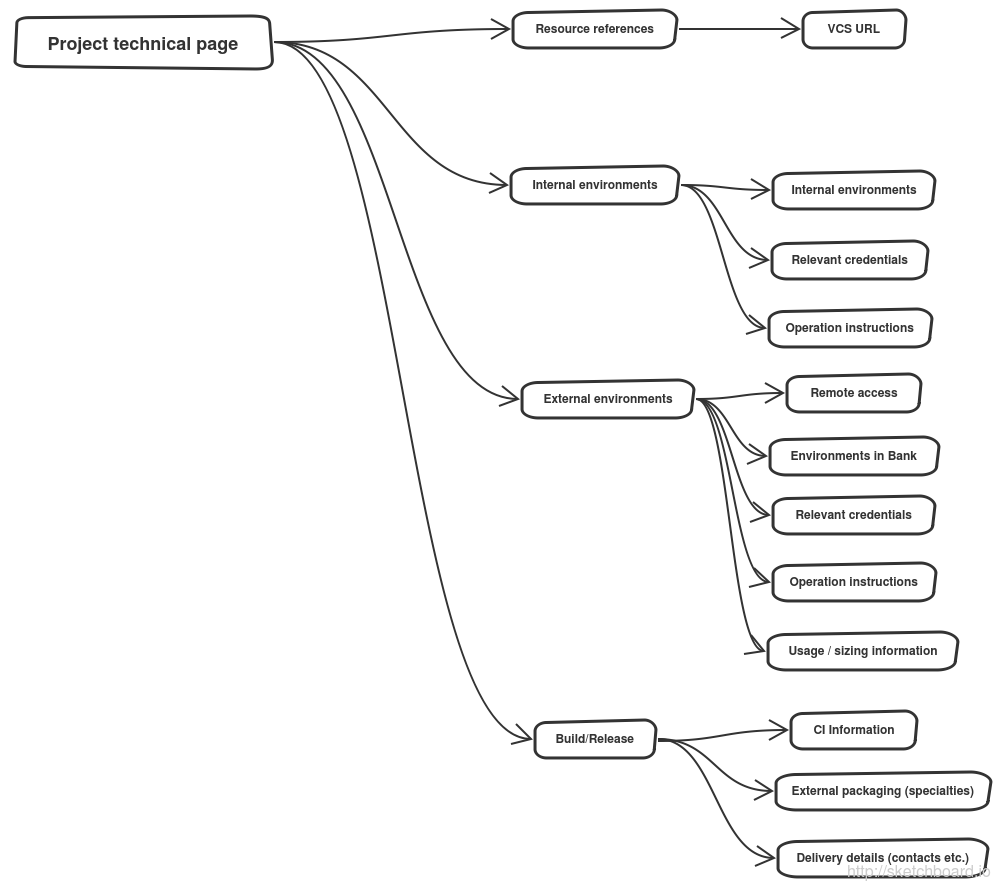 Project technical page
Resource references
VCS URL
Internal environments
Internal environments
Relevant credentials
Operation instructions
External environments
Remote access
Environments in Bank
Relevant credentials
Operation instructions
Usage / sizing information
Build/Release
CI Information
External packaging (specialties)
Delivery details (contacts etc.)
http://sketchboard.io